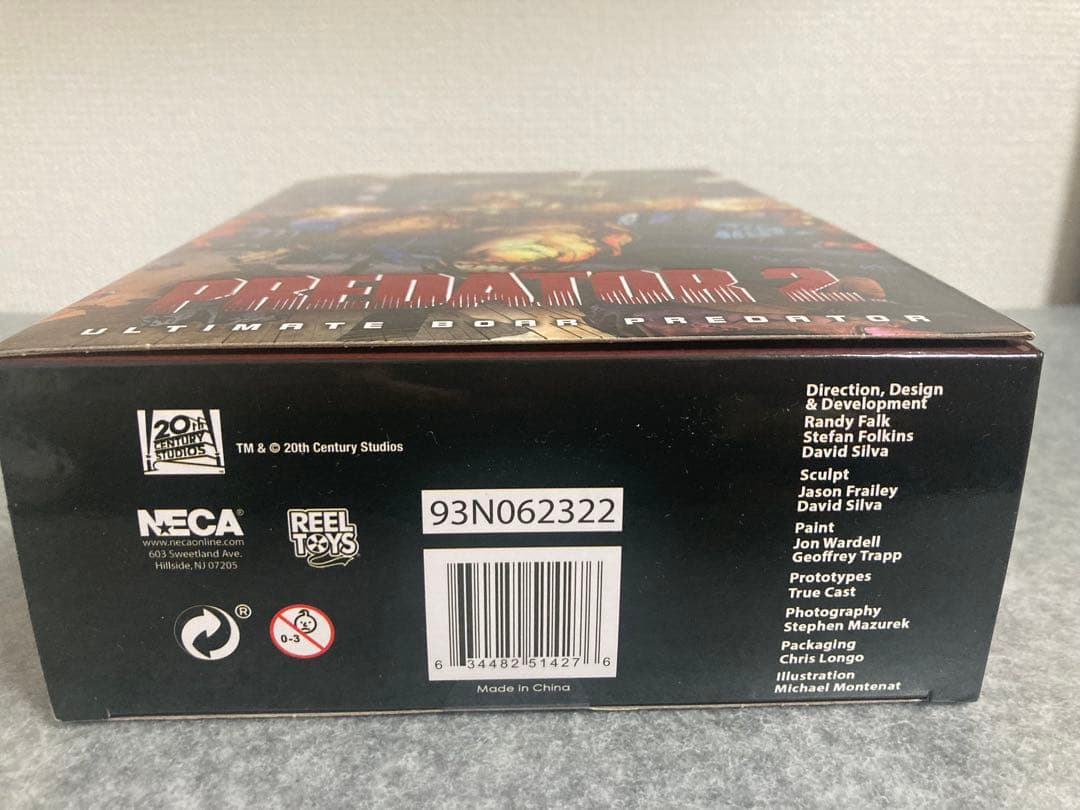 PREDATOR 2
ULTIMATE BOAR PREDATOR
20th
CENTURY
STUDIOS
TM & © 20th Century Studios
NECA®
www.necaonline.com
603 Sweetland Ave.
Hillside, NJ 07205
REEL
TOYS
®
0-3
93N062322
6 34482 51427 6
Made in China
Direction, Design
& Development
Randy Falk
Stefan Folkins
David Silva
Sculpt
Jason Frailey
David Silva
Paint
Jon Wardell
Geoffrey Trapp
Prototypes
True Cast
Photography
Stephen Mazurek
Packaging
Chris Longo
Illustration
Michael Montenat